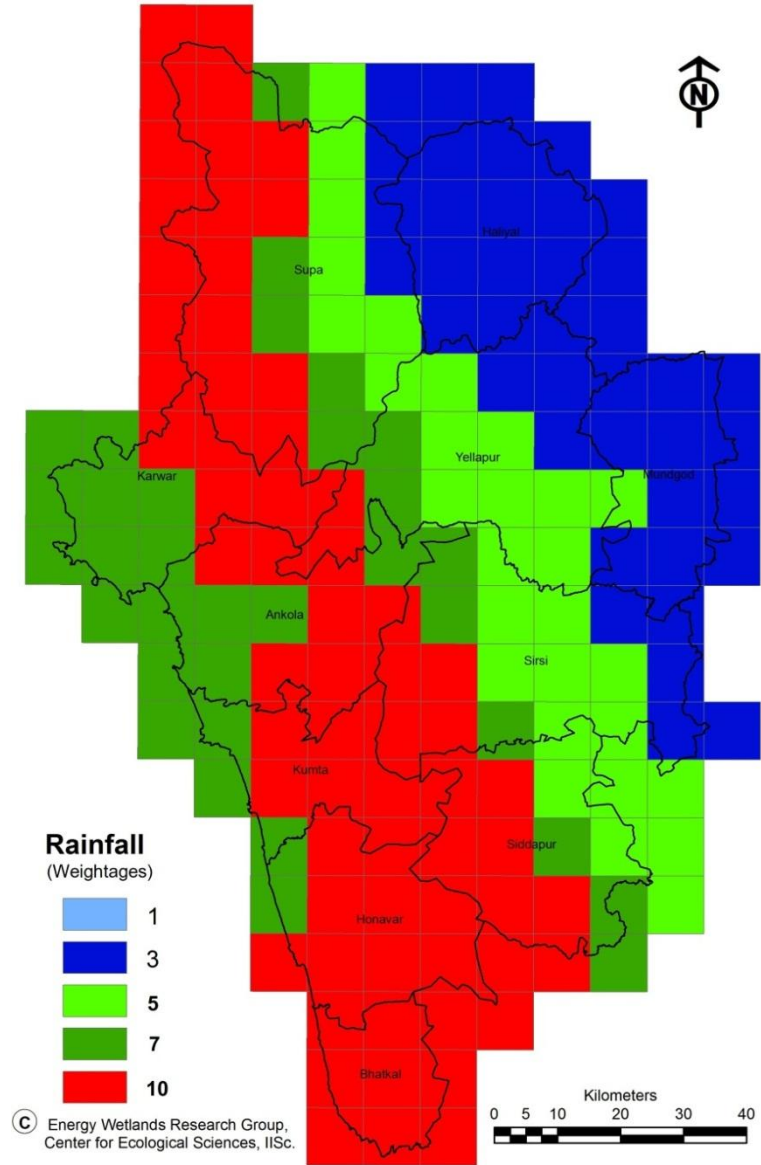 N
Haliyal
Supa
Yellapur
Karwar
Mundgod
Ankola
Sirsi
Kumta
Siddapur
Honavar
Bhatkal
Rainfall
(Weightages)
1
3
5
7
10
C Energy Wetlands Research Group,
Center for Ecological Sciences, IISc.
Kilometers
0 5 10 20 30 40